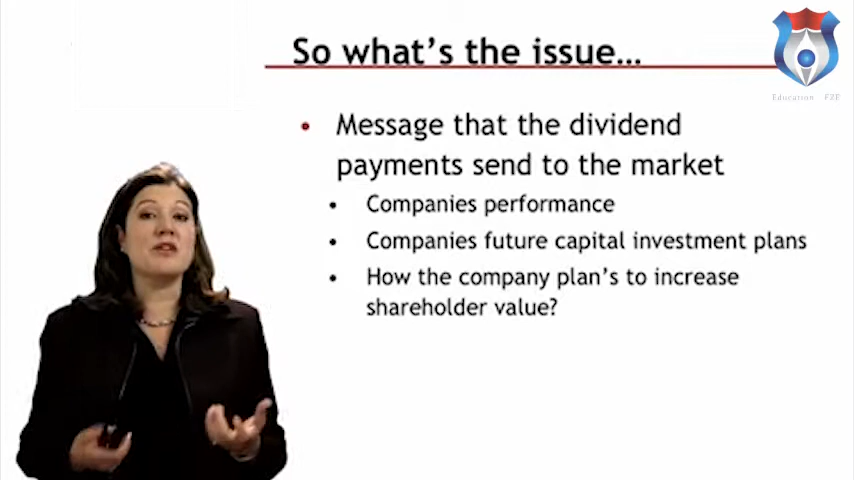 So what's the issue...
Education FZE
• Message that the dividend
payments send to the market
• Companies performance
• Companies future capital investment plans
• How the company plan's to increase
shareholder value?